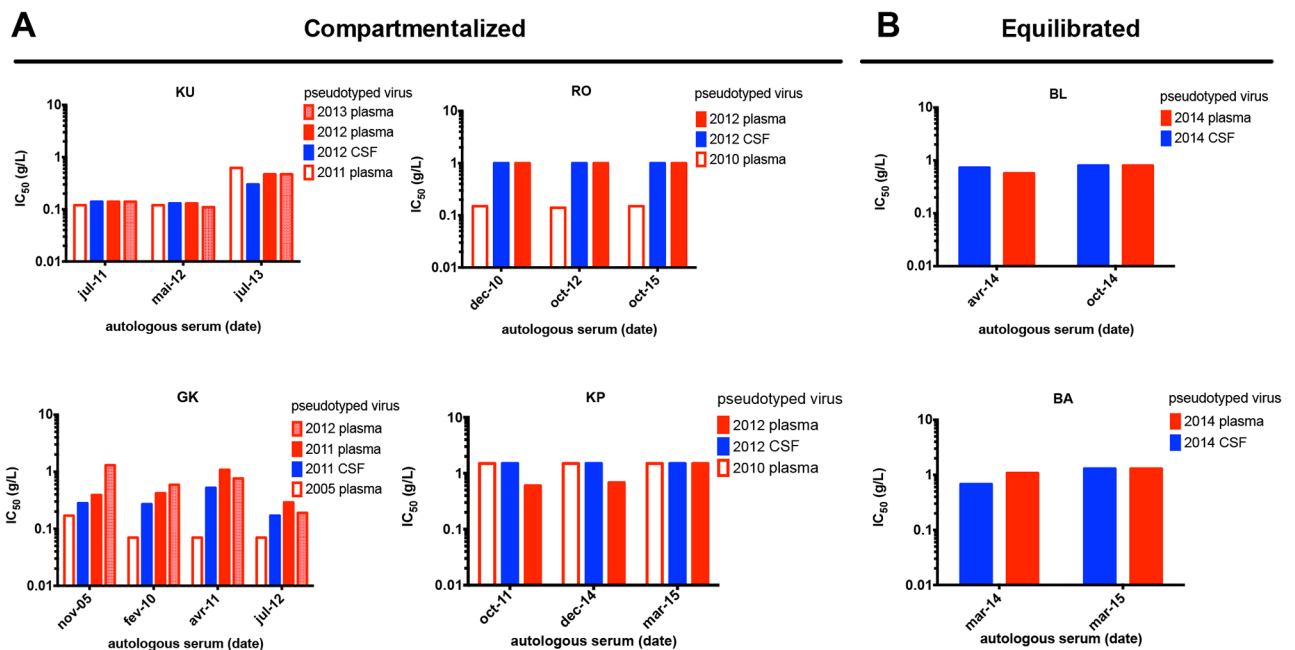 A
Compartmentalized
B
Equilibrated
KU
pseudotyped virus
2013 plasma
2012 plasma
2012 CSF
2011 plasma
IC50 (g/L)
10
1
0.1
0.01
jul-11
mai-12
jul-13
autologous serum (date)
RO
pseudotyped virus
2012 plasma
2012 CSF
2010 plasma
IC50 (g/L)
10
1
0.1
0.01
dec-10
oct-12
oct-15
autologous serum (date)
BL
pseudotyped virus
2014 plasma
2014 CSF
IC50 (g/L)
10
1
0.1
0.01
avr-14
oct-14
autologous serum (date)
GK
pseudotyped virus
2012 plasma
2011 plasma
2011 CSF
2005 plasma
IC50 (g/L)
10
1
0.1
0.01
nov-05
fev-10
avr-11
jul-12
autologous serum (date)
KP
pseudotyped virus
2012 plasma
2012 CSF
2010 plasma
IC50 (g/L)
10
1
0.1
0.01
oct-11
dec-14
mar-15
autologous serum (date)
BA
pseudotyped virus
2014 plasma
2014 CSF
IC50 (g/L)
10
1
0.1
0.01
mar-14
mar-15
autologous serum (date)